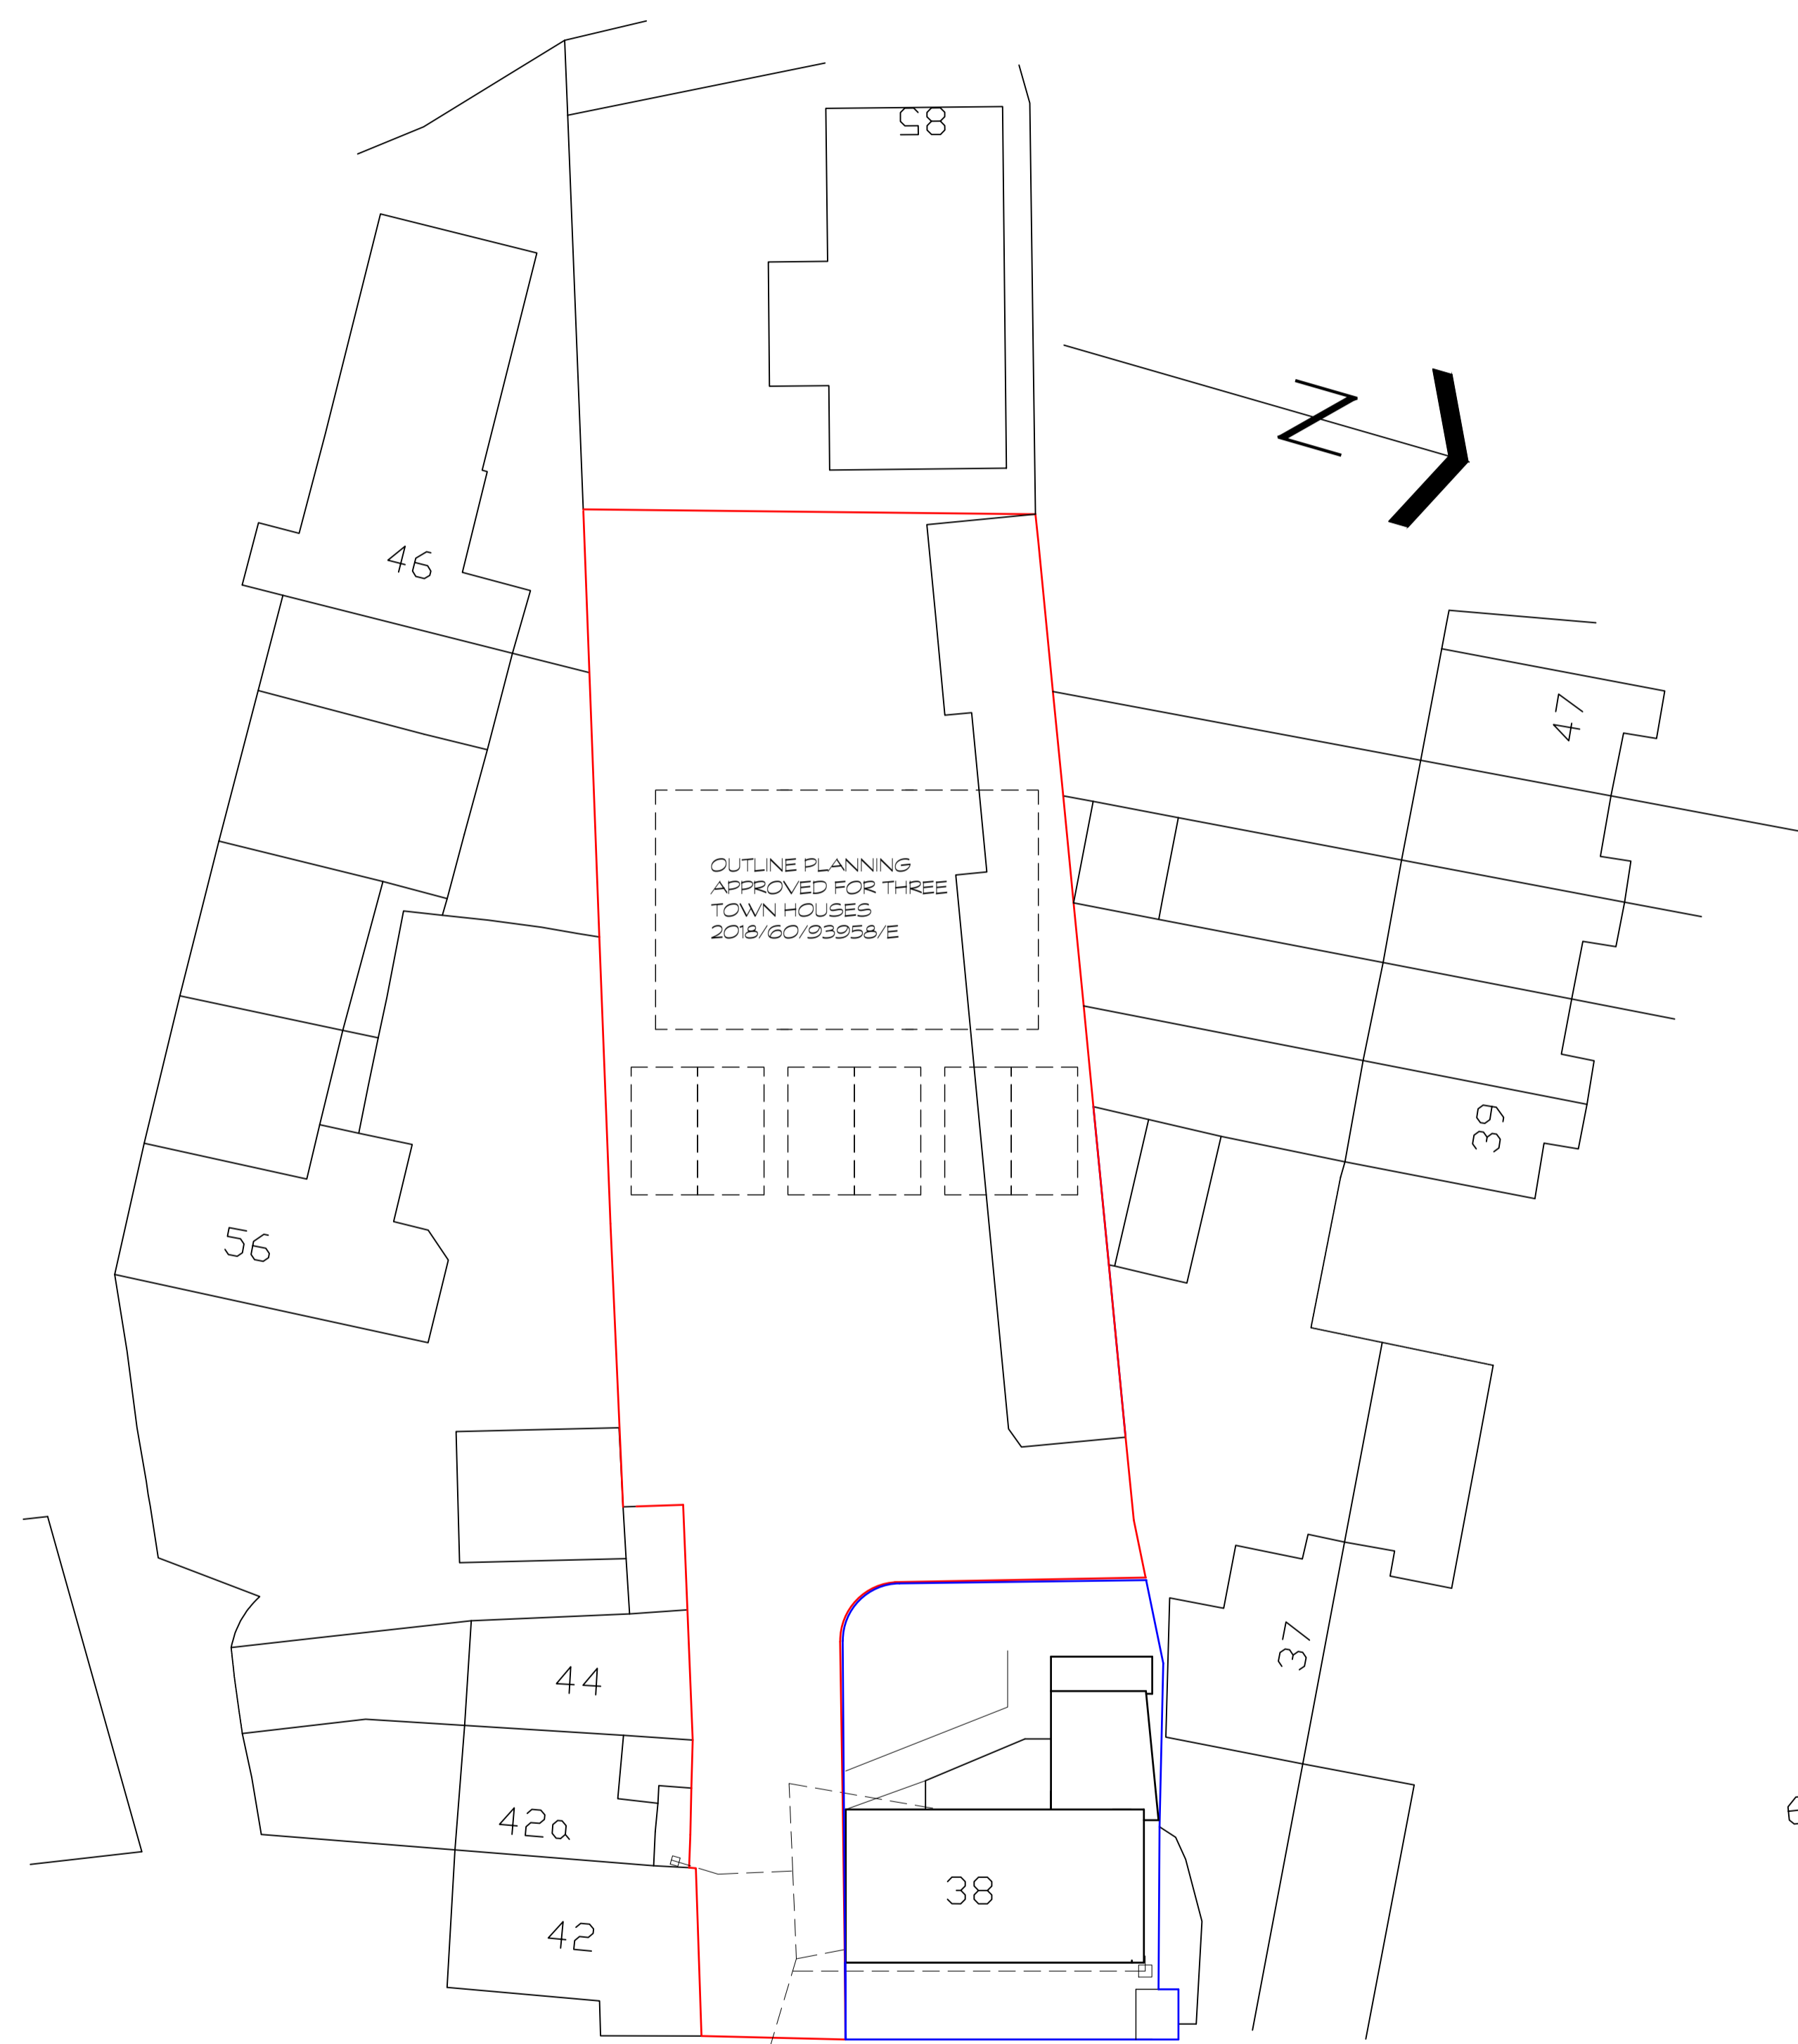 85
N
46
47
OUTLINE PLANNING
APPROVED FOR THREE
TOWN HOUSES
2018/60/93958/E
39
56
37
44
42a
38
42